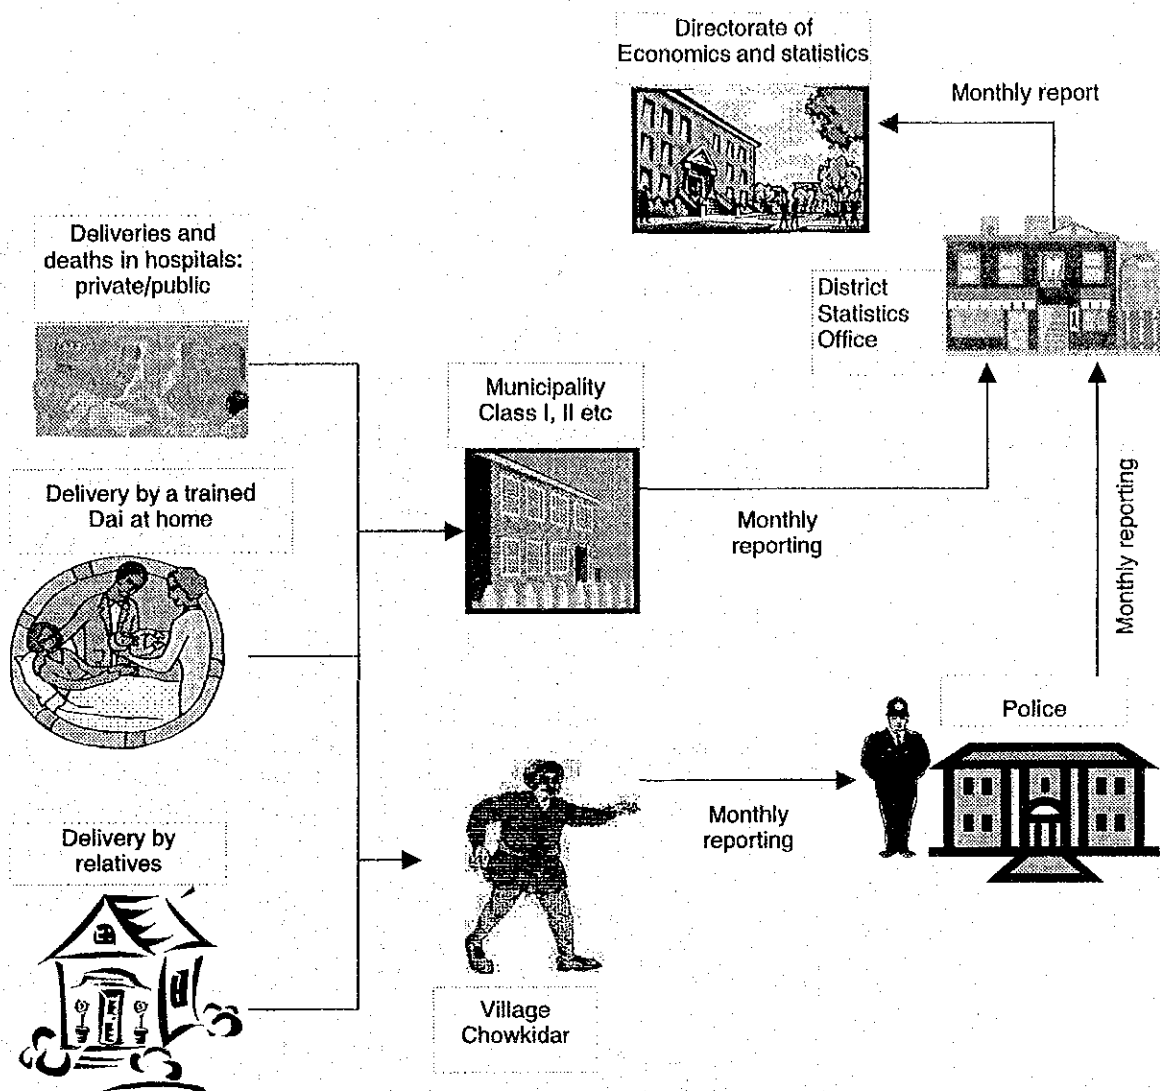 Directorate of
Economics and statistics
Monthly report
Deliveries and
deaths in hospitals:
private/public
District
Statistics
Office
Municipality
Class I, II etc
Delivery by a trained
Dai at home
Monthly
reporting
Monthly reporting
Police
Monthly
reporting
Delivery by
relatives
Village
Chowkidar